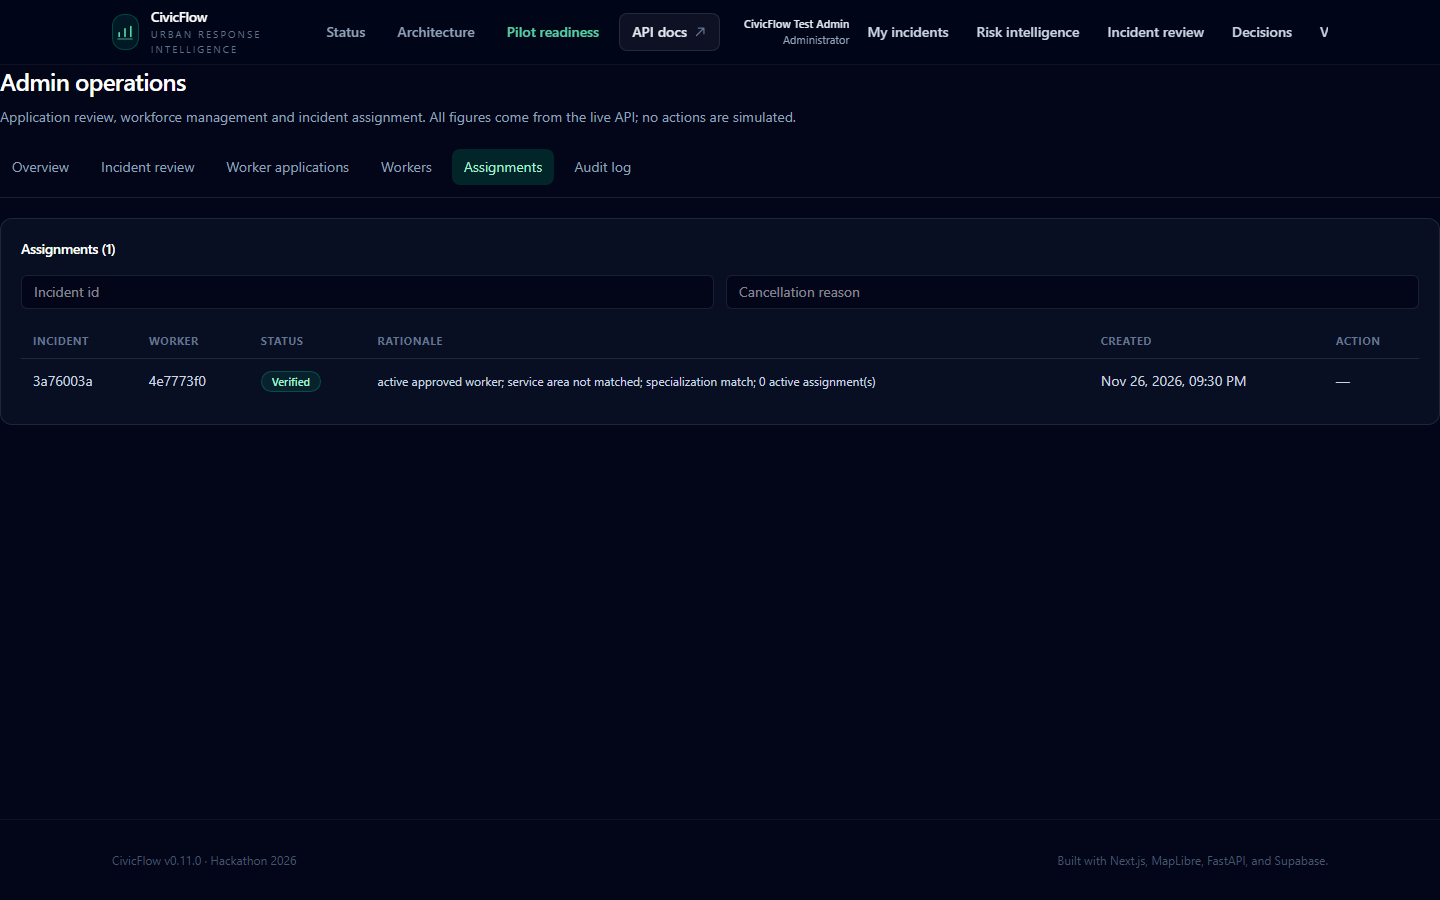 CivicFlow
URBAN RESPONSE
INTELLIGENCE
Status
Architecture
Pilot readiness
API docs ↗
CivicFlow Test Admin
Administrator
My incidents
Risk intelligence
Incident review
Decisions
Admin operations
Application review, workforce management and incident assignment. All figures come from the live API; no actions are simulated.
Overview
Incident review
Worker applications
Workers
Assignments
Audit log
Assignments (1)
Incident id
Cancellation reason
INCIDENT WORKER STATUS RATIONALE CREATED ACTION
3a76003a 4e7773f0 Verified active approved worker; service area not matched; specialization match; 0 active assignment(s) Nov 26, 2026, 09:30 PM —
CivicFlow v0.11.0 · Hackathon 2026
Built with Next.js, MapLibre, FastAPI, and Supabase.